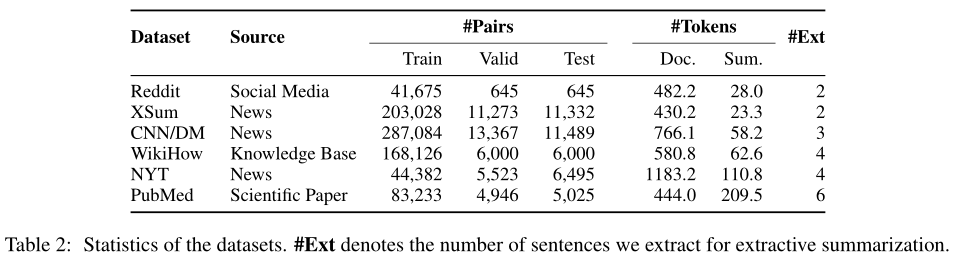 Dataset Source #Pairs #Tokens #Ext
Train Valid Test Doc. Sum.
Reddit Social Media 41,675 645 645 482.2 28.0 2
XSum News 203,028 11,273 11,332 430.2 23.3 2
CNN/DM News 287,084 13,367 11,489 766.1 58.2 3
WikiHow Knowledge Base 168,126 6,000 6,000 580.8 62.6 4
NYT News 44,382 5,523 6,495 1183.2 110.8 4
PubMed Scientific Paper 83,233 4,946 5,025 444.0 209.5 6
Table 2: Statistics of the datasets. #Ext denotes the number of sentences we extract for extractive summarization.